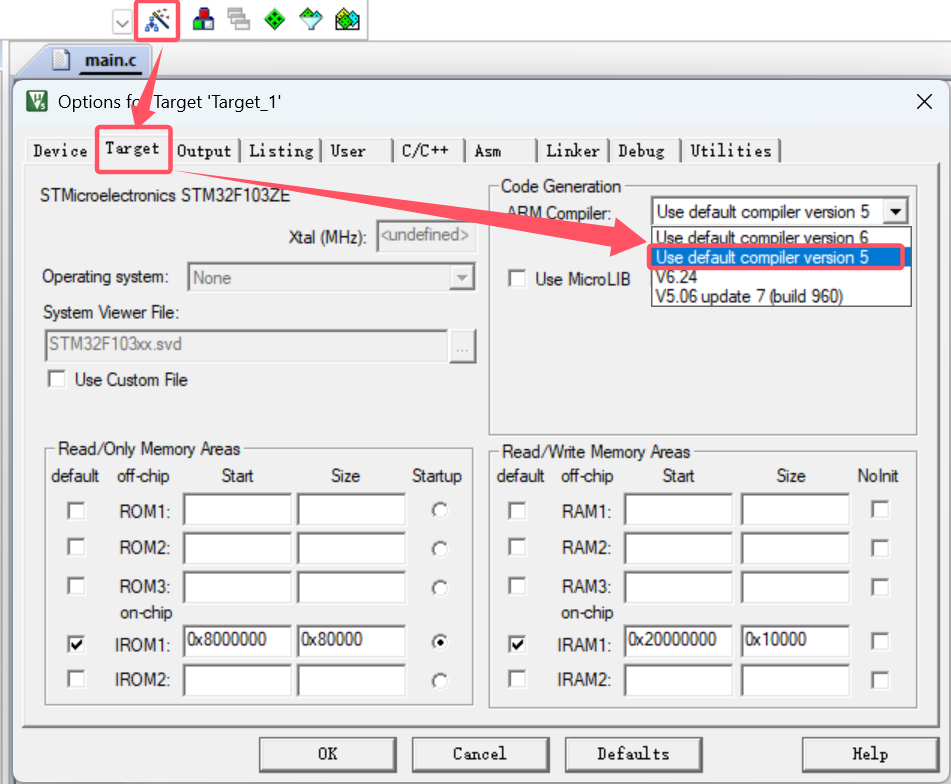 main.c
Options for Target 'Target_1'
Device Target Output Listing User C/C++ Asm Linker Debug Utilities
STMicroelectronics STM32F103ZE
Xtal (MHz): <undefined>
Operating system: None
System Viewer File:
STM32F103xx.svd ...
Use Custom File
Code Generation
ARM Compiler: Use default compiler version 5
Use default compiler version 6
Use default compiler version 5
V6.24
V5.06 update 7 (build 960)
Use MicroLIB
Read/Only Memory Areas
default off-chip Start Size Startup
ROM1:
ROM2:
ROM3:
on-chip
IROM1: 0x8000000 0x80000
IROM2:
Read/Write Memory Areas
default off-chip Start Size NoInit
RAM1:
RAM2:
RAM3:
on-chip
IRAM1: 0x20000000 0x10000
IRAM2:
OK Cancel Defaults Help